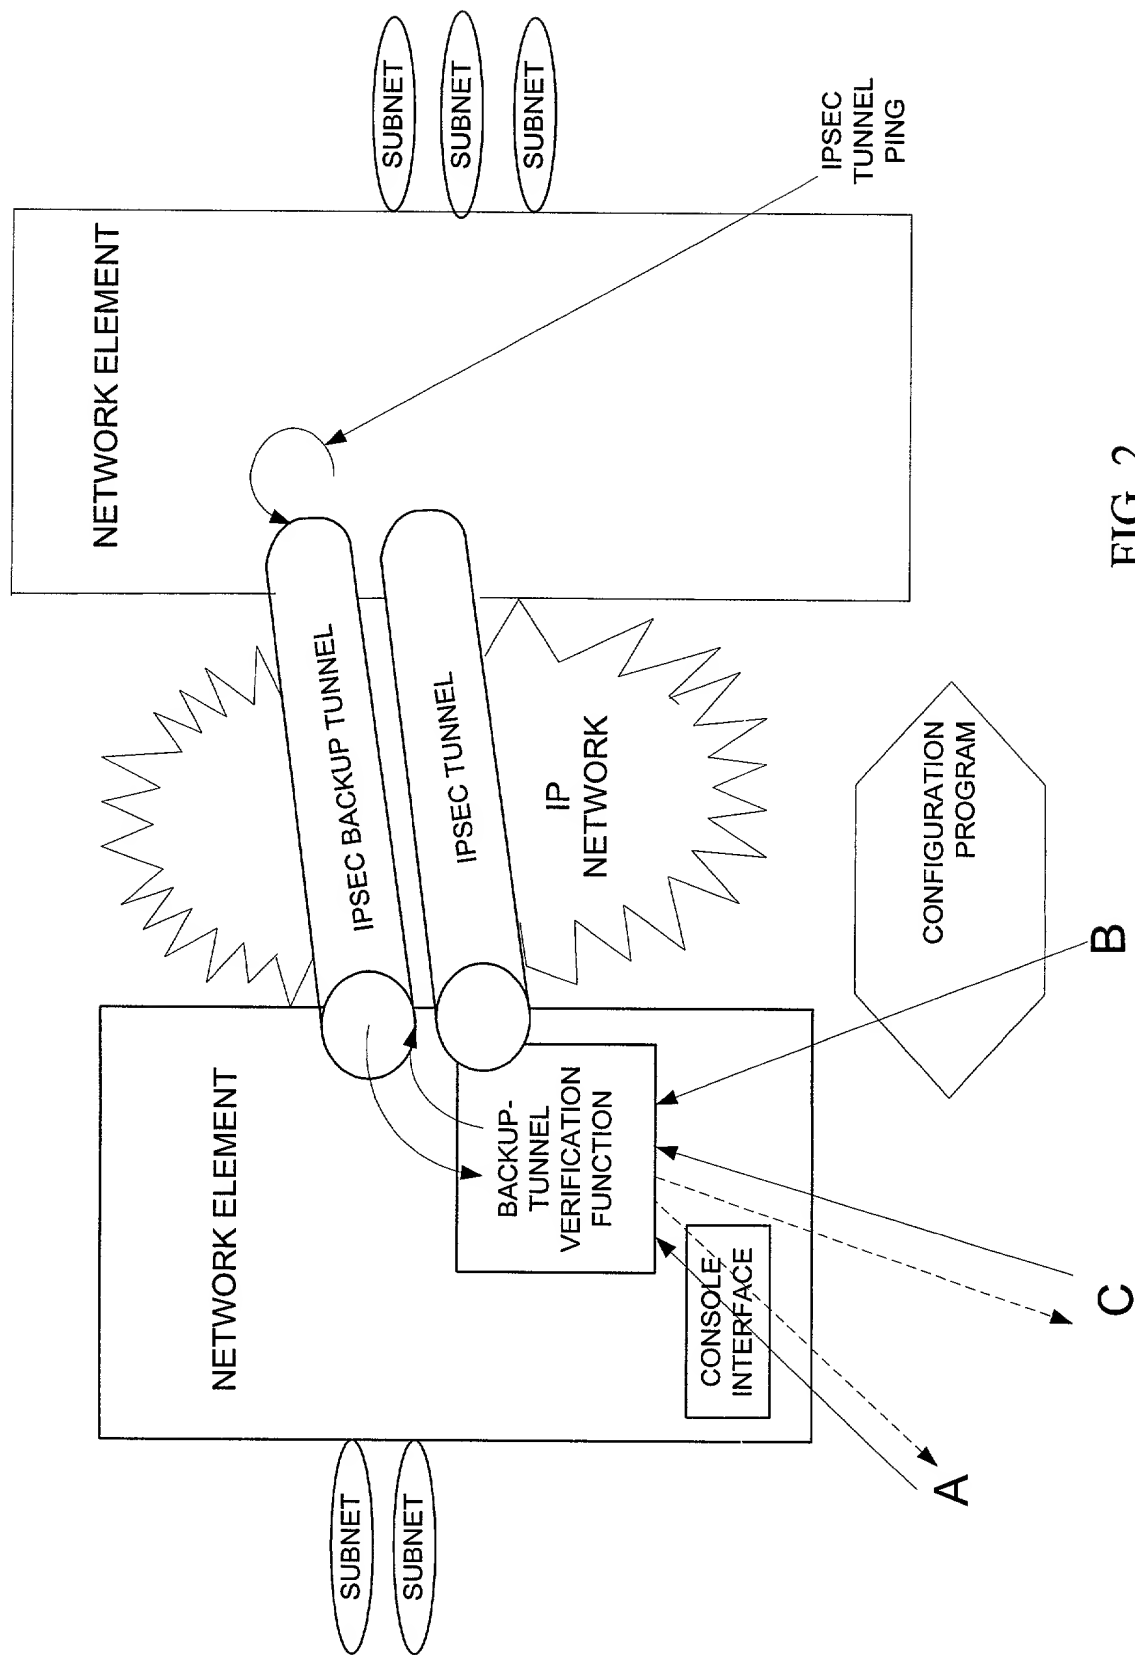 SUBNET
SUBNET
NETWORK ELEMENT
BACKUP-
TUNNEL
VERIFICATION
FUNCTION
CONSOLE
INTERFACE
A
C
B
IPSEC BACKUP TUNNEL
IPSEC TUNNEL
IP
NETWORK
CONFIGURATION
PROGRAM
NETWORK ELEMENT
SUBNET
SUBNET
SUBNET
IPSEC
TUNNEL
PING
FIG. 2